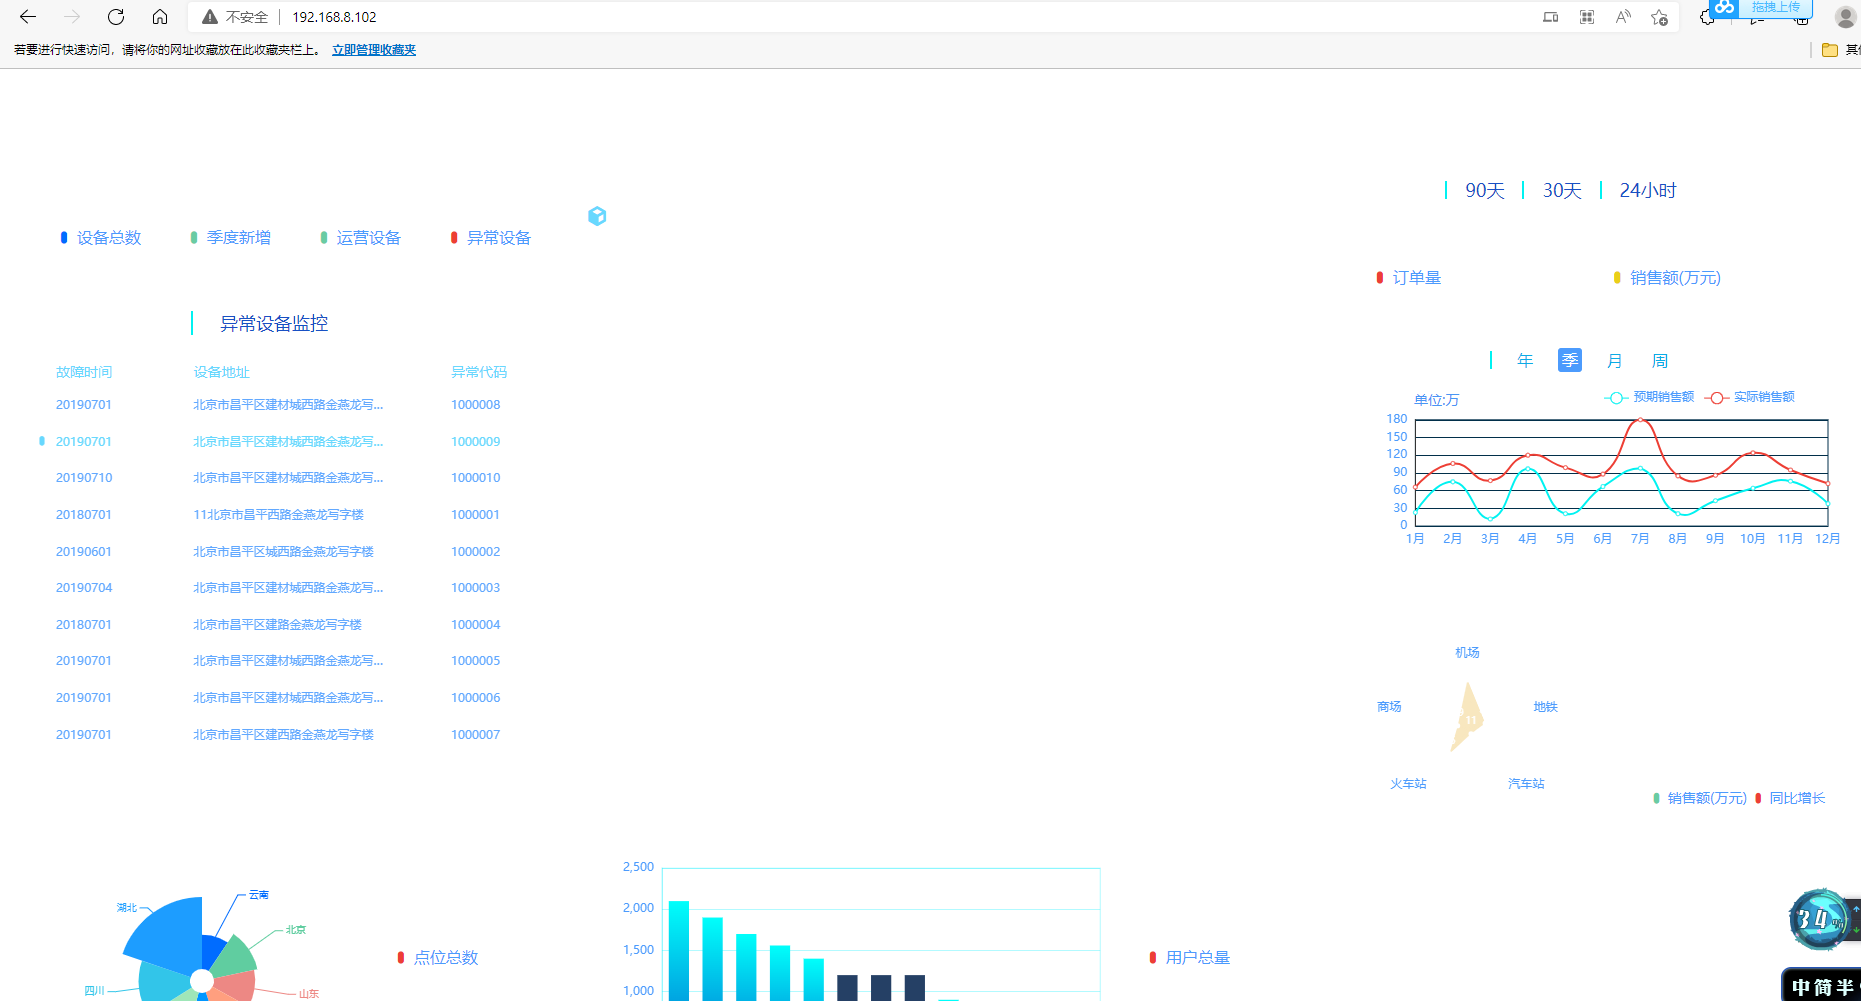 不安全 192.168.8.102
拖拽上传
若要进行快速访问，请将你的网址收藏放在此收藏夹栏上。 立即管理收藏夹
90天 30天 24小时
设备总数 季度新增 运营设备 异常设备
订单量 销售额(万元)
异常设备监控
年 季 月 周
故障时间 设备地址 异常代码
20190701 北京市昌平区建材城西路金燕龙写... 1000008
20190701 北京市昌平区建材城西路金燕龙写... 1000009
20190710 北京市昌平区建材城西路金燕龙写... 1000010
20180701 11北京市昌平西路金燕龙写字楼 1000001
20190601 北京市昌平区城西路金燕龙写字楼 1000002
20190704 北京市昌平区建材城西路金燕龙写... 1000003
20180701 北京市昌平区建路金燕龙写字楼 1000004
20190701 北京市昌平区建材城西路金燕龙写... 1000005
20190701 北京市昌平区建材城西路金燕龙写... 1000006
20190701 北京市昌平区建西路金燕龙写字楼 1000007
单位:万 预期销售额 实际销售额
180
150
120
90
60
30
0
1月 2月 3月 4月 5月 6月 7月 8月 9月 10月 11月 12月
机场
商场 11 地铁
火车站 汽车站
销售额(万元) 同比增长
云南
湖北
北京
四川
山东
点位总数
2,500
2,000
1,500
1,000
用户总量
34%
中简半